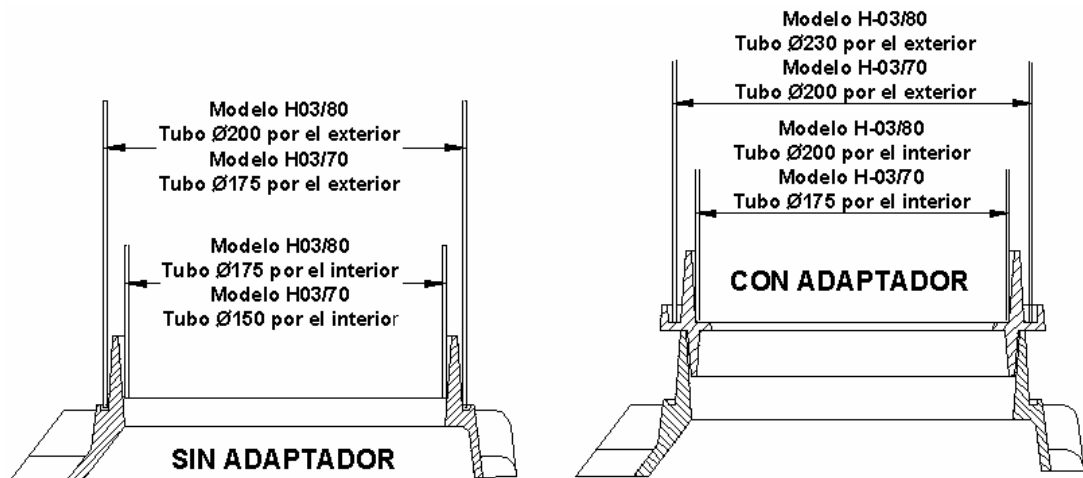 Modelo H03/80
Tubo Ø200 por el exterior
Modelo H03/70
Tubo Ø175 por el exterior
Modelo H03/80
Tubo Ø175 por el interior
Modelo H03/70
Tubo Ø150 por el interior
SIN ADAPTADOR
Modelo H-03/80
Tubo Ø230 por el exterior
Modelo H-03/70
Tubo Ø200 por el exterior
Modelo H-03/80
Tubo Ø200 por el interior
Modelo H-03/70
Tubo Ø175 por el interior
CON ADAPTADOR